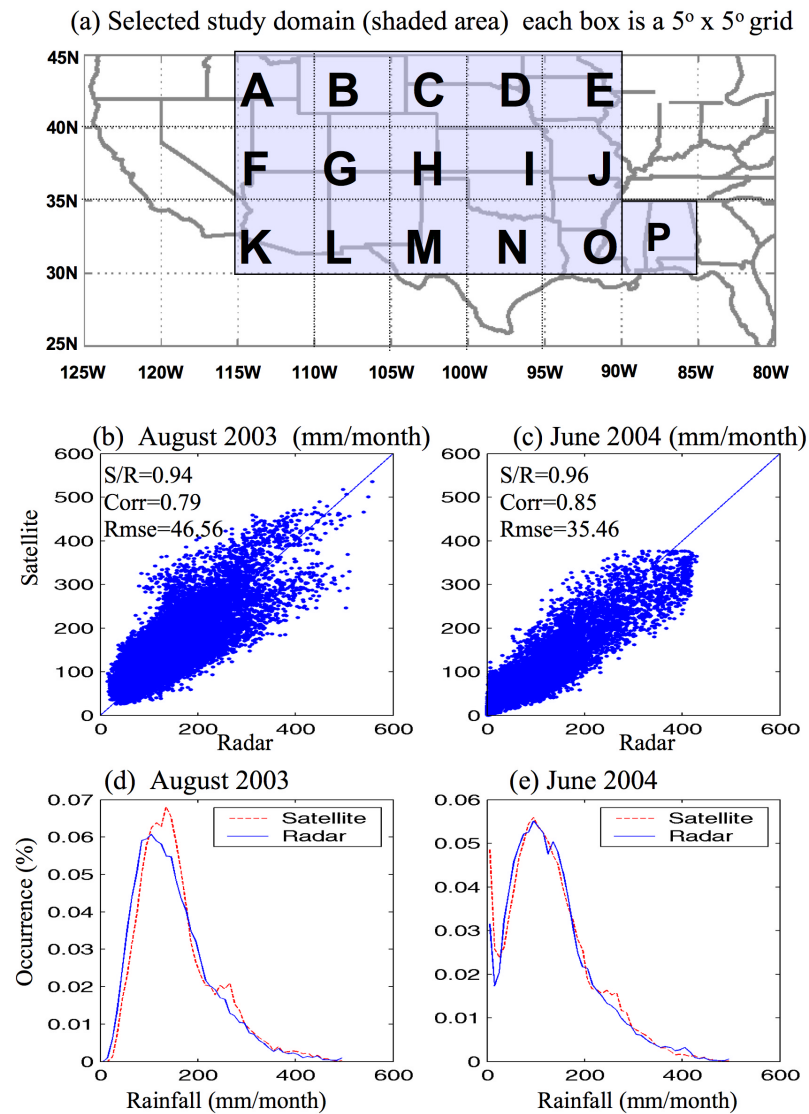 (a) Selected study domain (shaded area) each box is a 5° x 5° grid
45N
40N
35N
30N
25N
A B C D E
F G H I J
K L M N O P
125W 120W 115W 110W 105W 100W 95W 90W 85W 80W
(b) August 2003 (mm/month)
600
500
400
300
200
100
0
S/R=0.94
Corr=0.79
Rmse=46.56
Satellite
0 200 400 600
Radar
(c) June 2004 (mm/month)
600
500
400
300
200
100
0
S/R=0.96
Corr=0.85
Rmse=35.46
0 200 400 600
Radar
(d) August 2003
0.07
0.06
0.05
0.04
0.03
0.02
0.01
0
Occurrence (%)
Satellite
Radar
0 200 400 600
Rainfall (mm/month)
(e) June 2004
0.06
0.05
0.04
0.03
0.02
0.01
0
Satellite
Radar
0 200 400 600
Rainfall (mm/month)